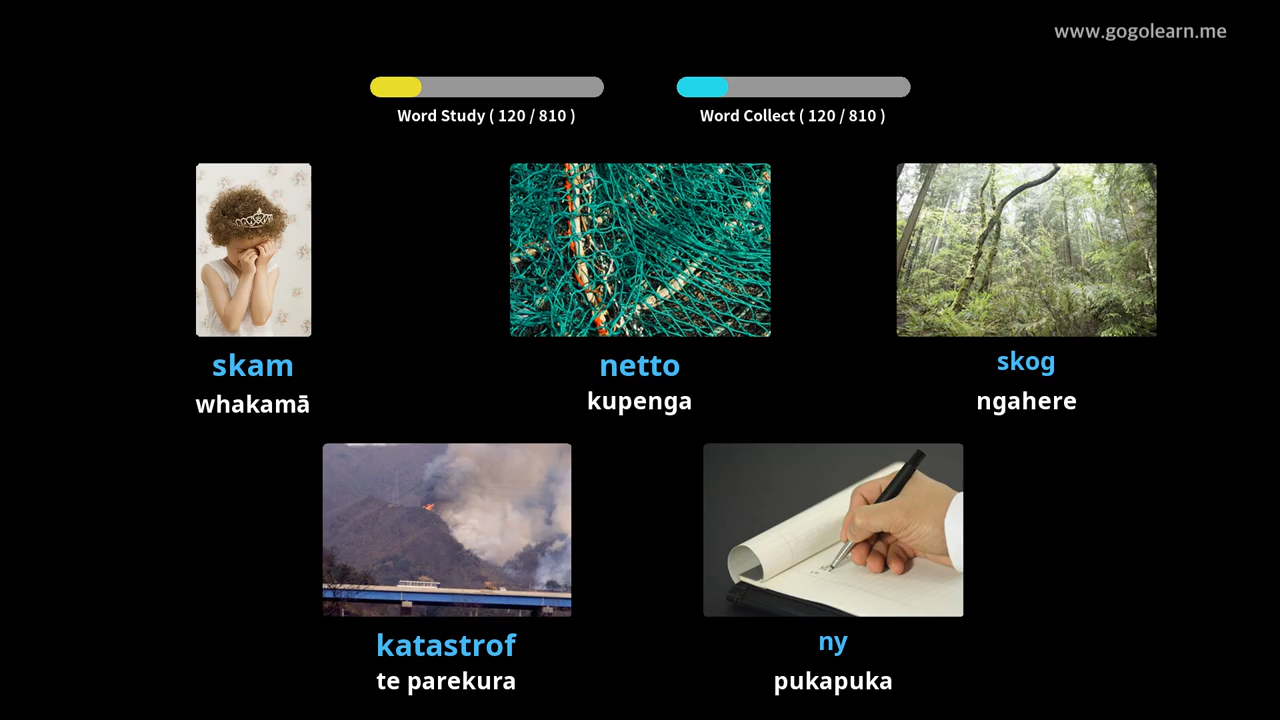 www.gogolearn.me
Word Study ( 120 / 810 )
Word Collect ( 120 / 810 )
skam
whakamā
netto
kupenga
skog
ngahere
katastrof
te parekura
ny
pukapuka